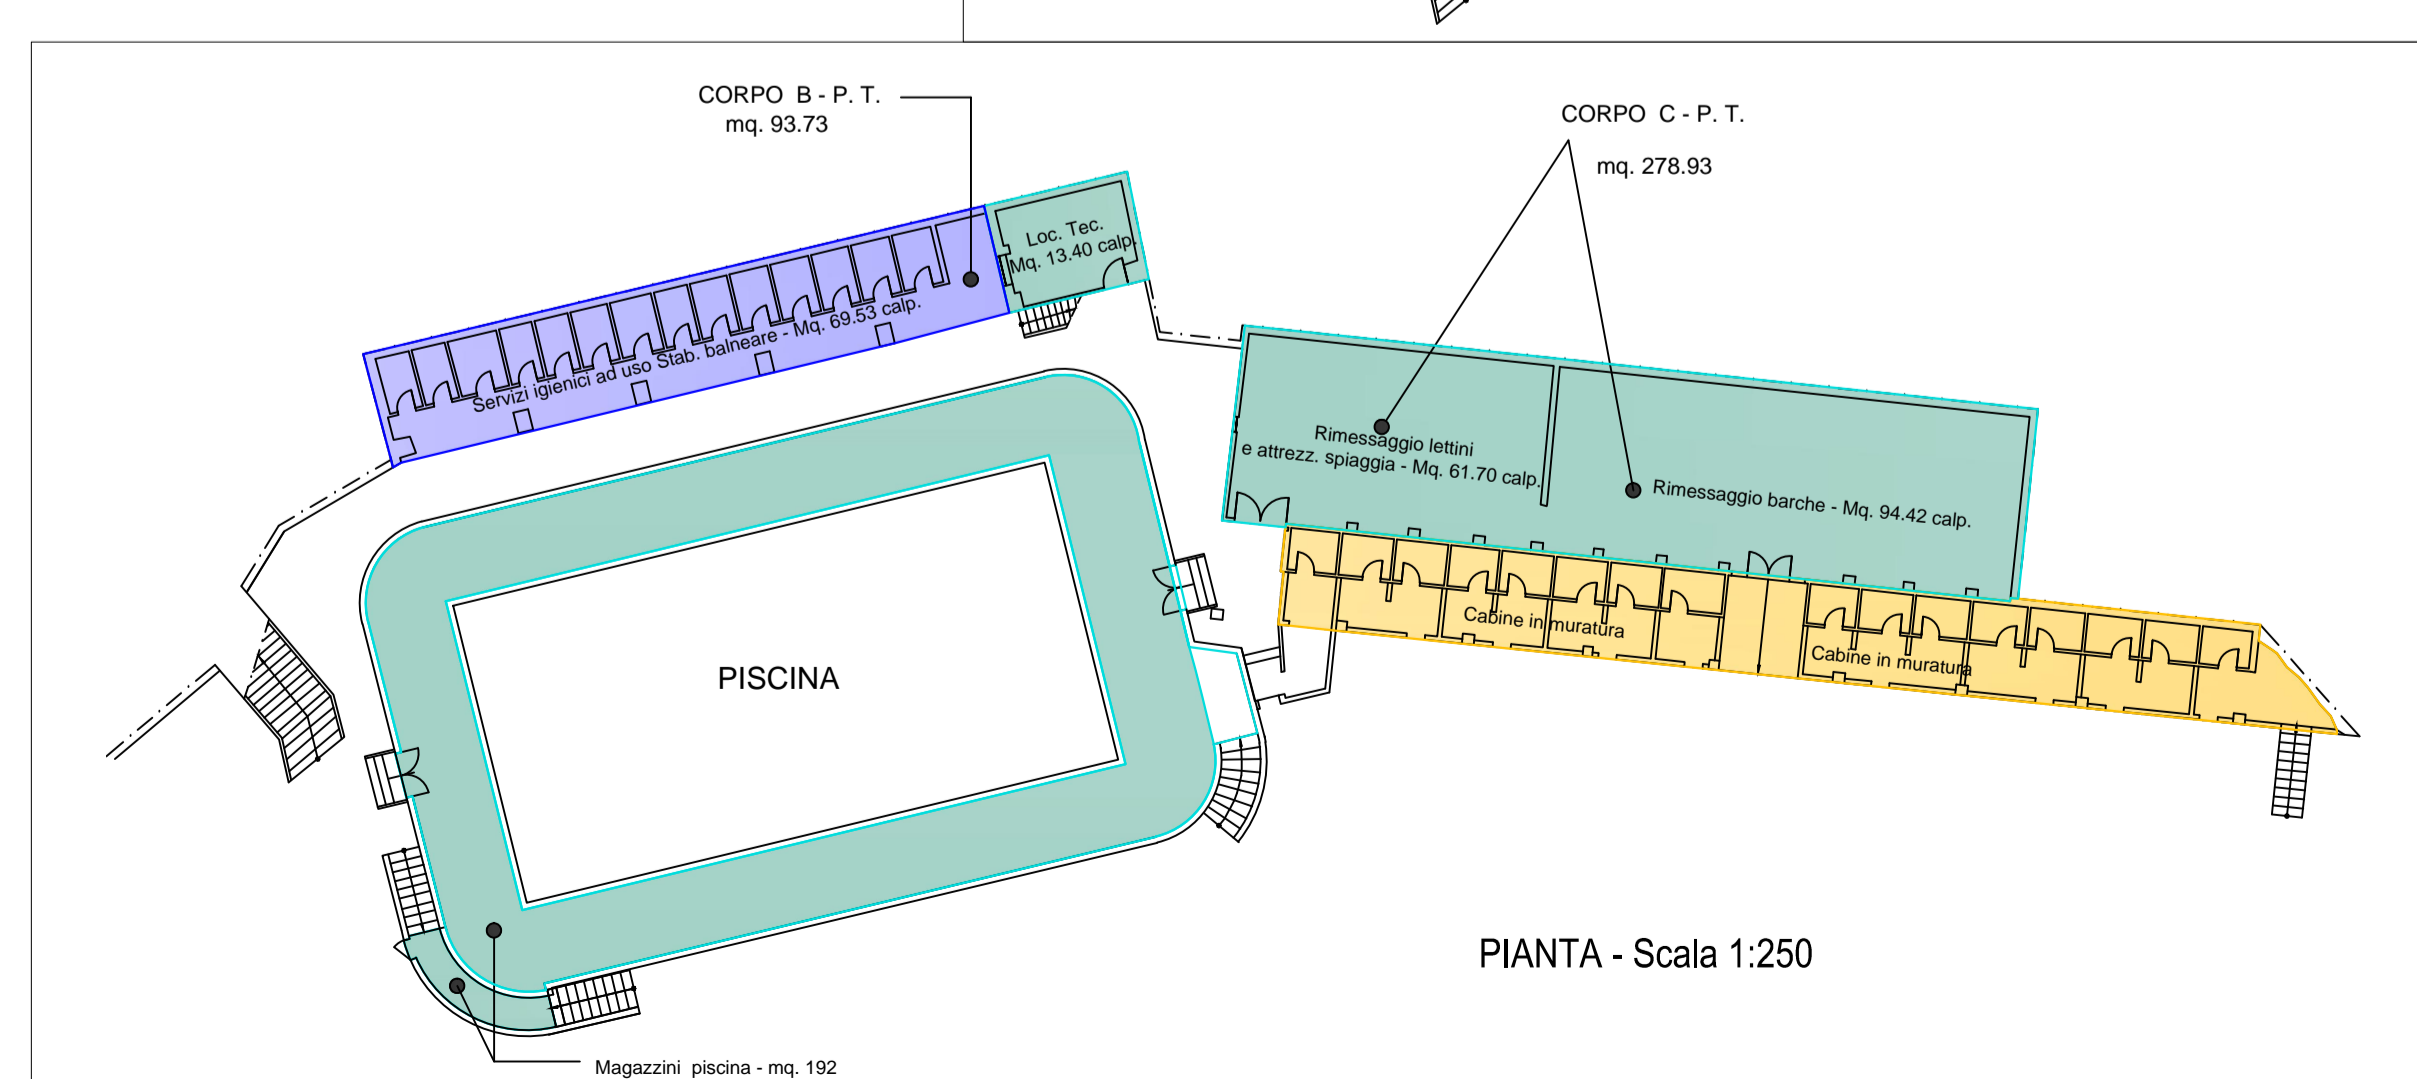 CORPO B - P. T.
mq. 93.73
CORPO C - P. T.
mq. 278.93
Loc. Tec.
Mq. 13.40 calp.
Servizi igienici ad uso Stab. balneare - Mq. 69.53 calp.
Rimessaggio lettini
e attrezz. spiaggia - Mq. 61.70 calp.
Rimessaggio barche - Mq. 94.42 calp.
Cabine in muratura
Cabine in muratura
PISCINA
PIANTA - Scala 1:250
Magazzini piscina - mq. 192